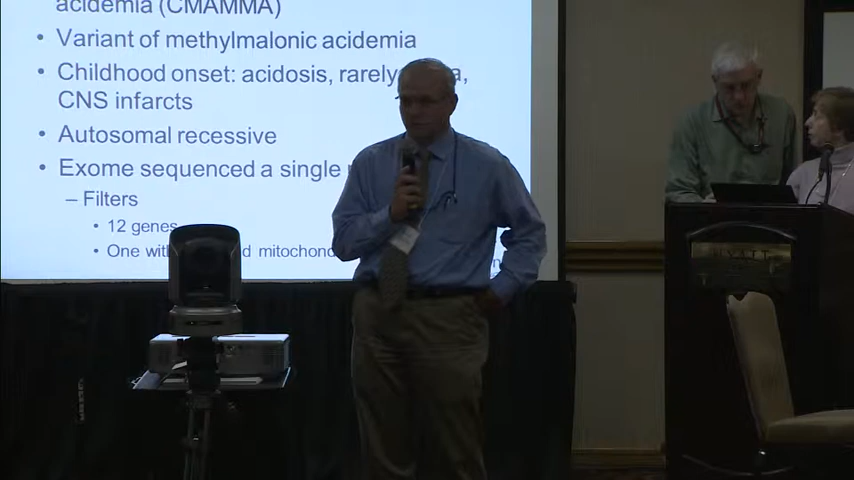 acidemia (CMAMMA)
• Variant of methylmalonic acidemia
• Childhood onset: acidosis, rarely a,
CNS infarcts
• Autosomal recessive
• Exome sequenced a single
– Filters
• 12 genes
• One with d mitochond
HYATT